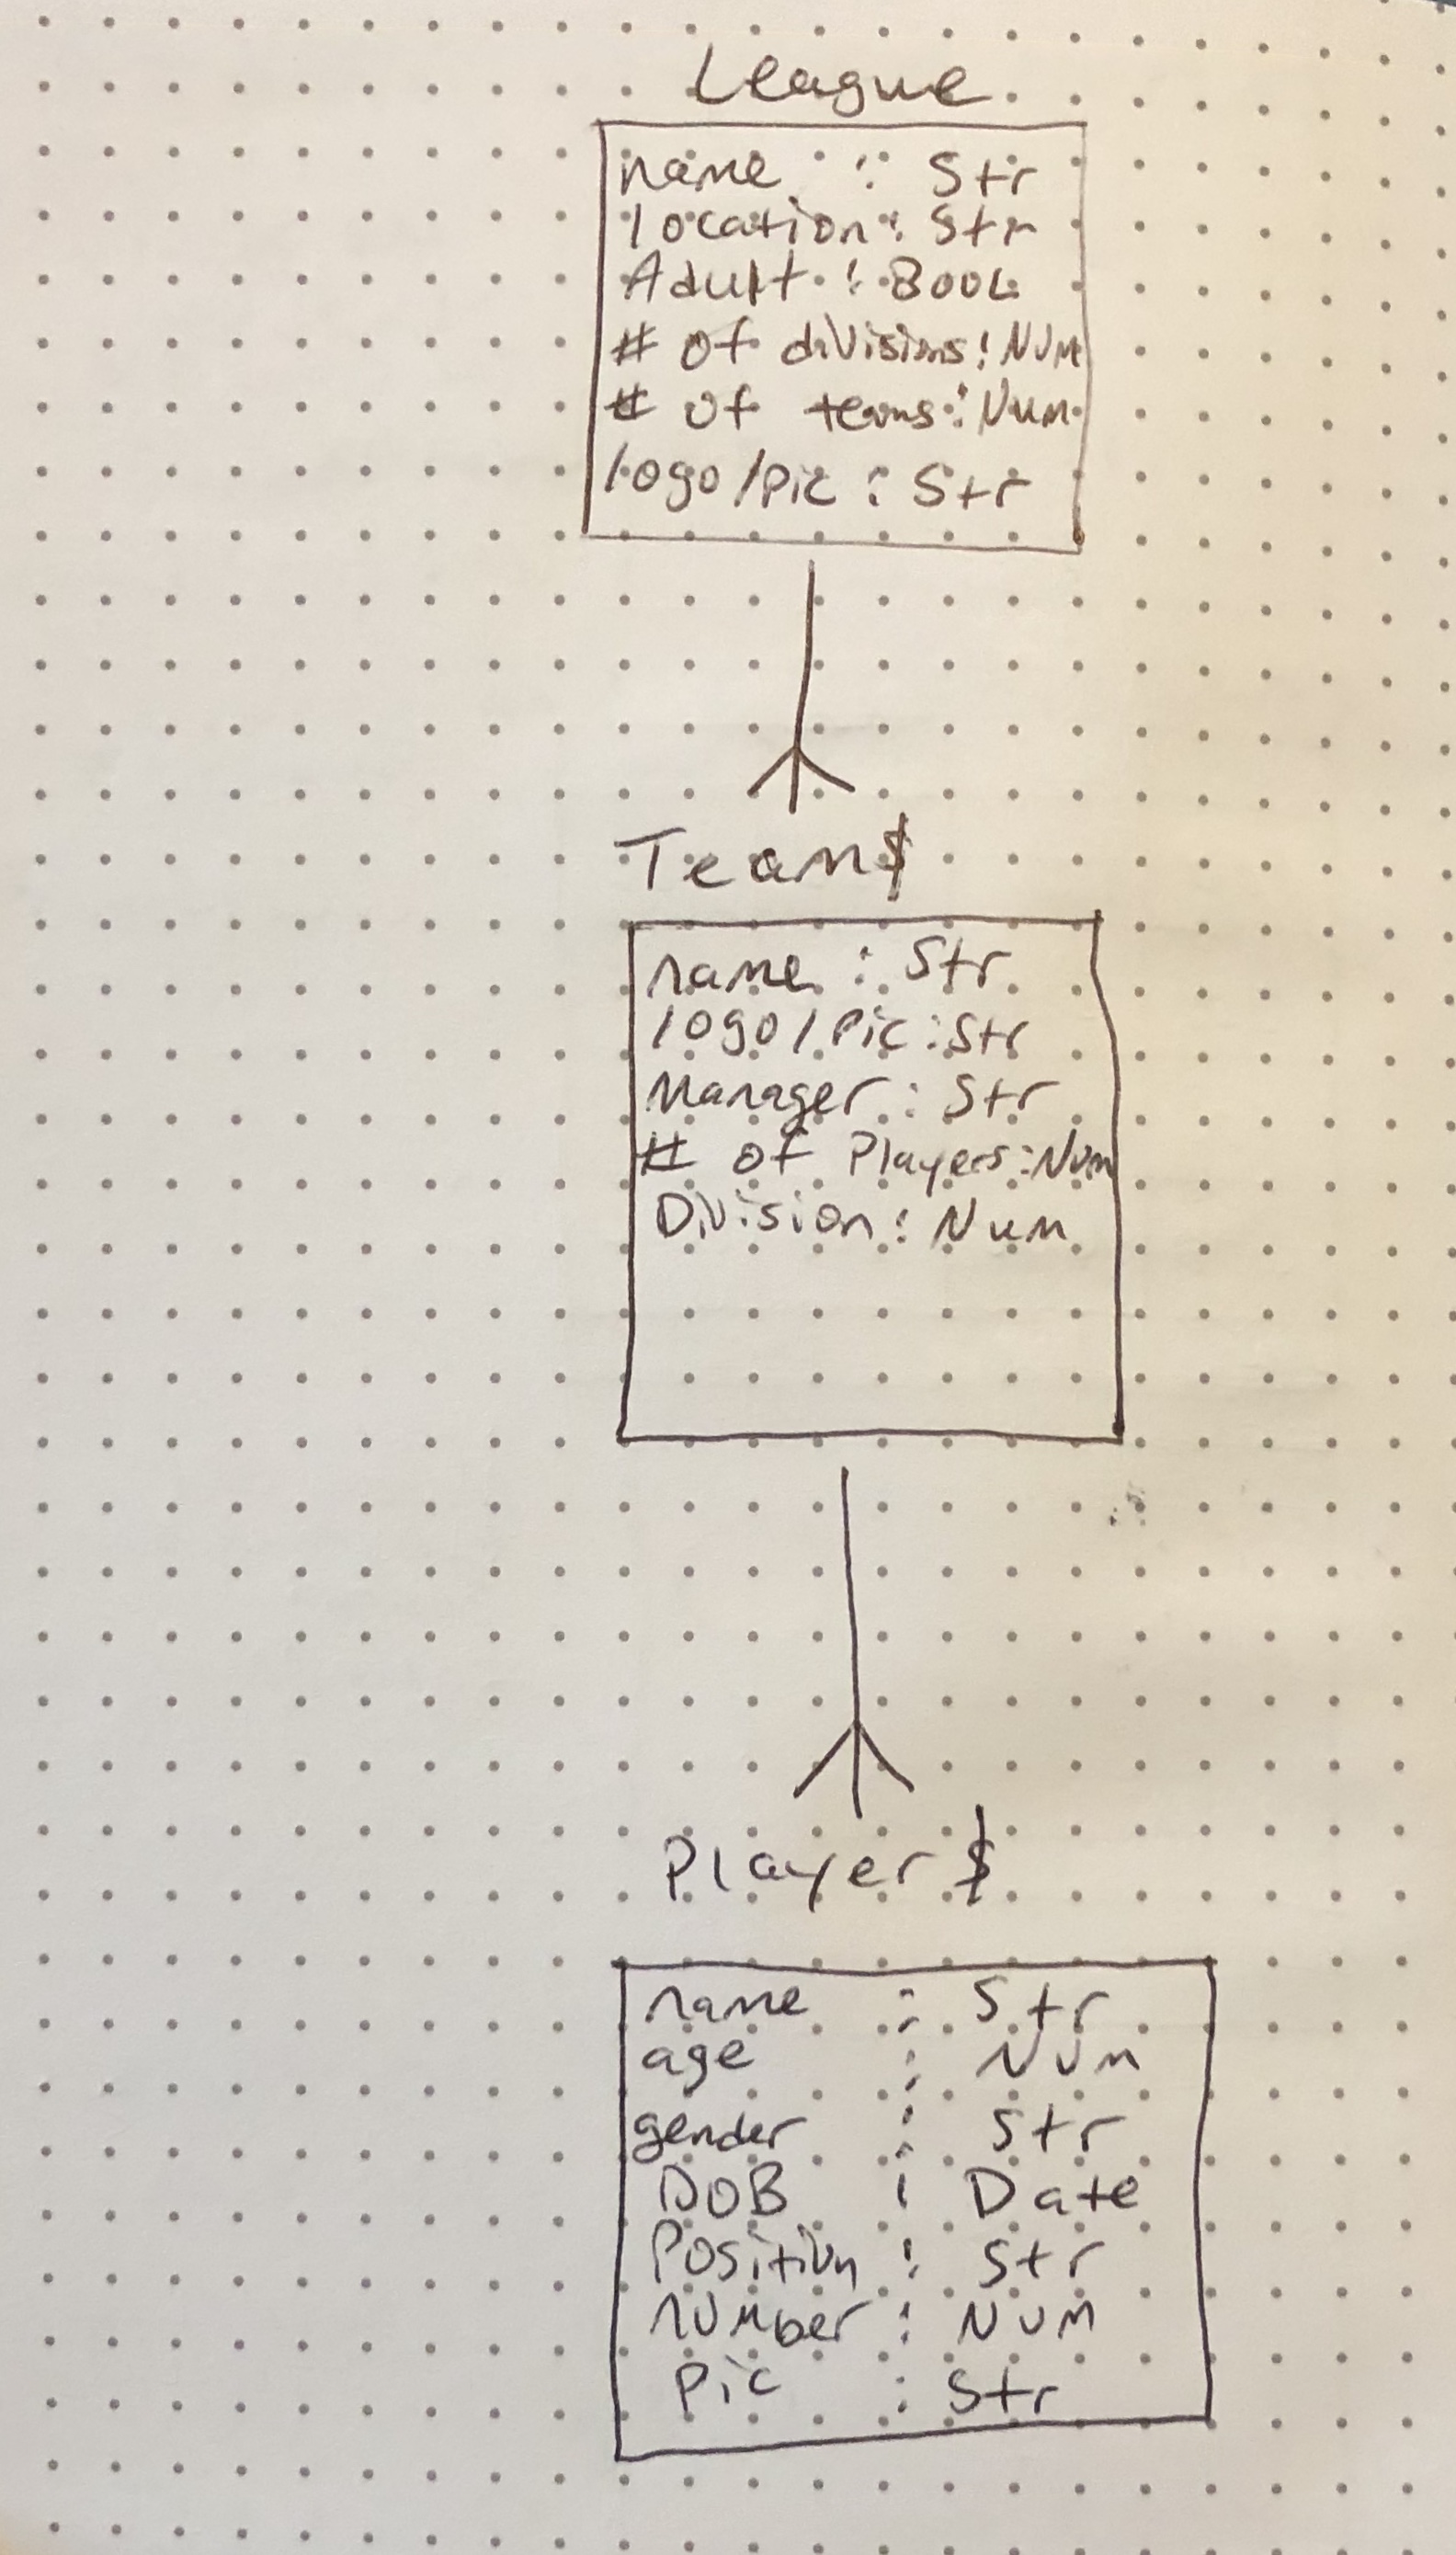 League
name : Str
location : Str
Adult : BOOL
# of divisions : Num
# of teams : Num
logo/pic : Str
Team$
name : Str
logo/Pic : Str
Manager : Str
# of Players : Num
Division : Num
Player$
name : Str
age : Num
gender : Str
DOB : Date
Position : Str
number : NUM
Pic : Str